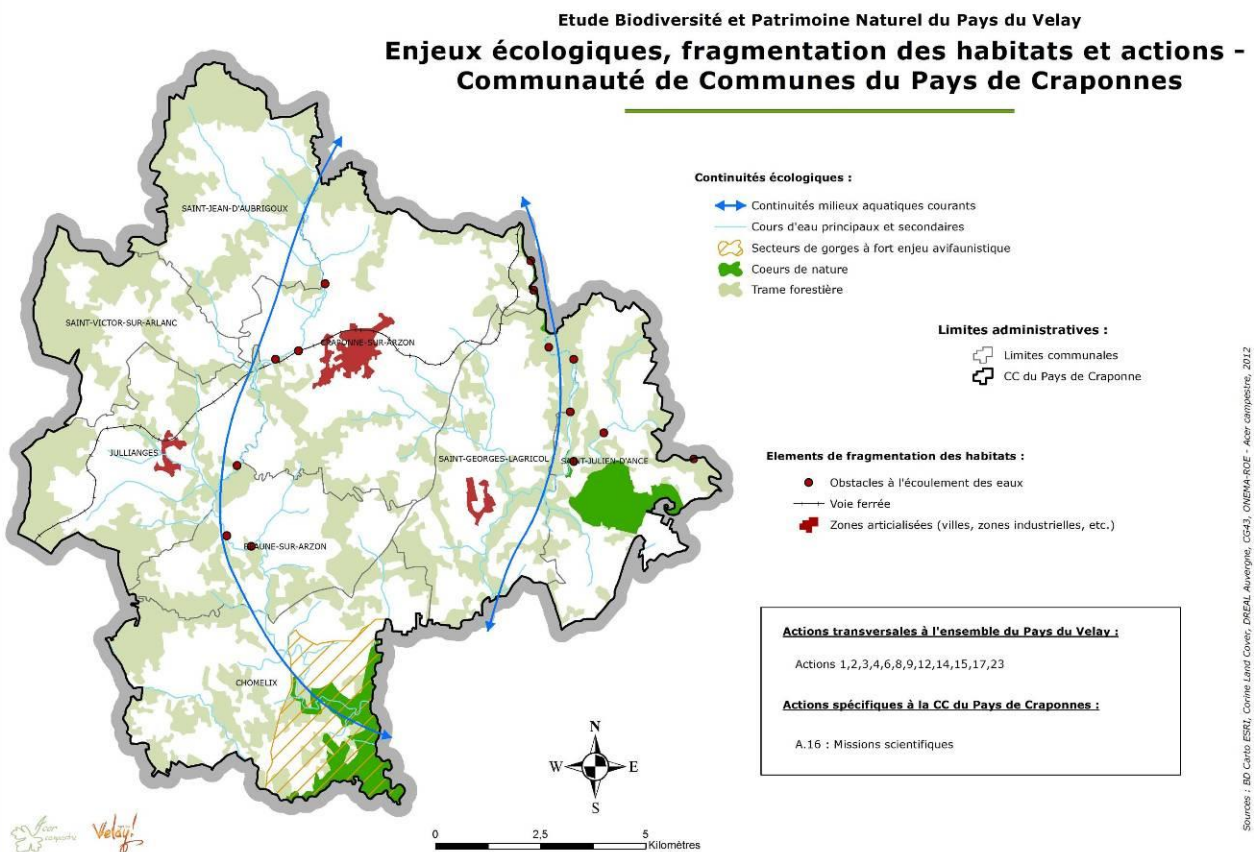 Etude Biodiversité et Patrimoine Naturel du Pays du Velay
Enjeux écologiques, fragmentation des habitats et actions -
Communauté de Communes du Pays de Craponnes
Continuités écologiques :
Continuités milieux aquatiques courants
Cours d'eau principaux et secondaires
Secteurs de gorges à fort enjeu avifaunistique
Coeurs de nature
Trame forestière
Limites administratives :
Limites communales
CC du Pays de Craponne
Elements de fragmentation des habitats :
Obstacles à l'écoulement des eaux
Voie ferrée
Zones articialisées (villes, zones industrielles, etc.)
Actions transversales à l'ensemble du Pays du Velay :
Actions 1,2,3,4,6,8,9,12,14,15,17,23
Actions spécifiques à la CC du Pays de Craponnes :
A.16 : Missions scientifiques
SAINT-JEAN-D'AUBRIGOUX
SAINT-VICTOR-SUR-ARLANC
CRAPONNE-SUR-ARZON
JULLIANGES
SAINT-GEORGES-LAGRICOL
SAINT-JULIEN-D'ANCE
BEAUNE-SUR-ARZON
CHOMELIX
N
W E
S
0 2,5 5
Kilomètres
Acer
campestre
Velay!
Sources : BD Carto ESRI, Corine Land Cover, DREAL Auvergne, CG43, ONEMA-ROE - Acer campestre, 2012